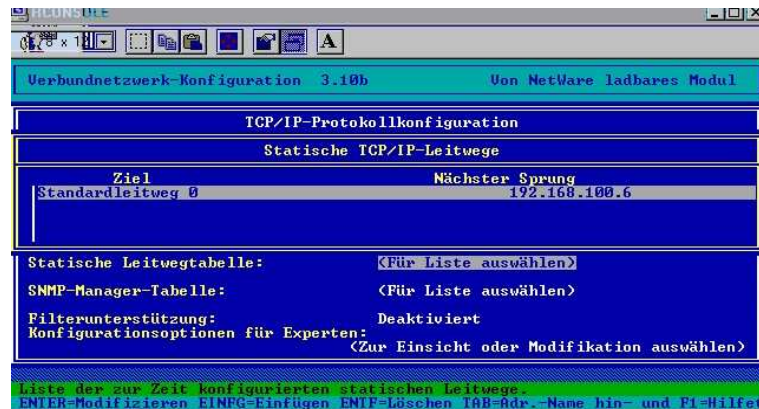 RCONSOLE
8 x 12
A
Verbundnetzwerk-Konfiguration 3.10b Von NetWare ladbares Modul
TCP/IP-Protokollkonfiguration
Statische TCP/IP-Leitwege
Ziel Nächster Sprung
Standardleitweg 0 192.168.100.6
Statische Leitwegtabelle: <Für Liste auswählen>
SNMP-Manager-Tabelle: <Für Liste auswählen>
Filterunterstützung: Deaktiviert
Konfigurationsoptionen für Experten:
<Zur Einsicht oder Modifikation auswählen>
Liste der zur Zeit konfigurierten statischen Leitwege.
ENTER=Modifizieren EINFG=Einfügen ENTF=Löschen TAB=Adr.-Name hin- und F1=Hilfe